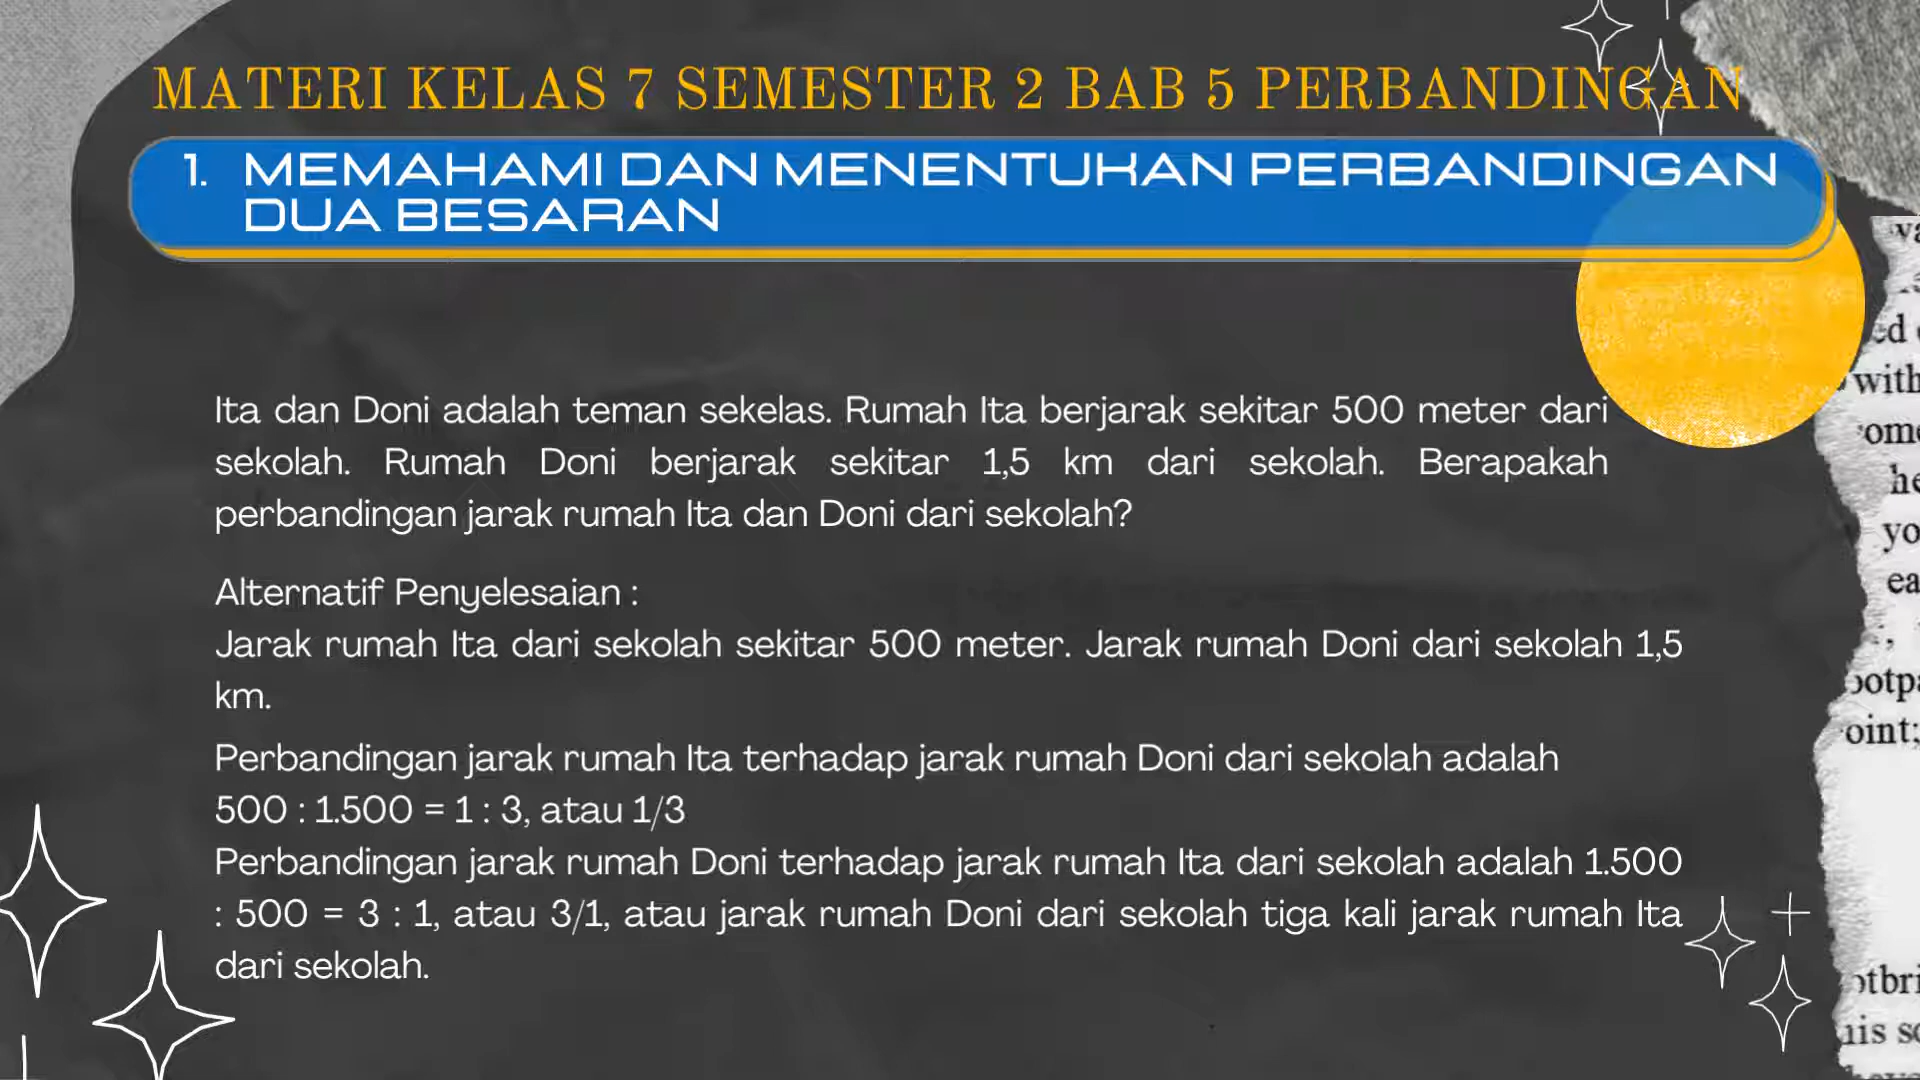 MATERI KELAS 7 SEMESTER 2 BAB 5 PERBANDINGAN
1. MEMAHAMI DAN MENENTUKAN PERBANDINGAN
DUA BESARAN
Ita dan Doni adalah teman sekelas. Rumah Ita berjarak sekitar 500 meter dari
sekolah. Rumah Doni berjarak sekitar 1,5 km dari sekolah. Berapakah
perbandingan jarak rumah Ita dan Doni dari sekolah?
Alternatif Penyelesaian :
Jarak rumah Ita dari sekolah sekitar 500 meter. Jarak rumah Doni dari sekolah 1,5
km.
Perbandingan jarak rumah Ita terhadap jarak rumah Doni dari sekolah adalah
500 : 1.500 = 1 : 3, atau 1/3
Perbandingan jarak rumah Doni terhadap jarak rumah Ita dari sekolah adalah 1.500
: 500 = 3 : 1, atau 3/1, atau jarak rumah Doni dari sekolah tiga kali jarak rumah Ita
dari sekolah.
with